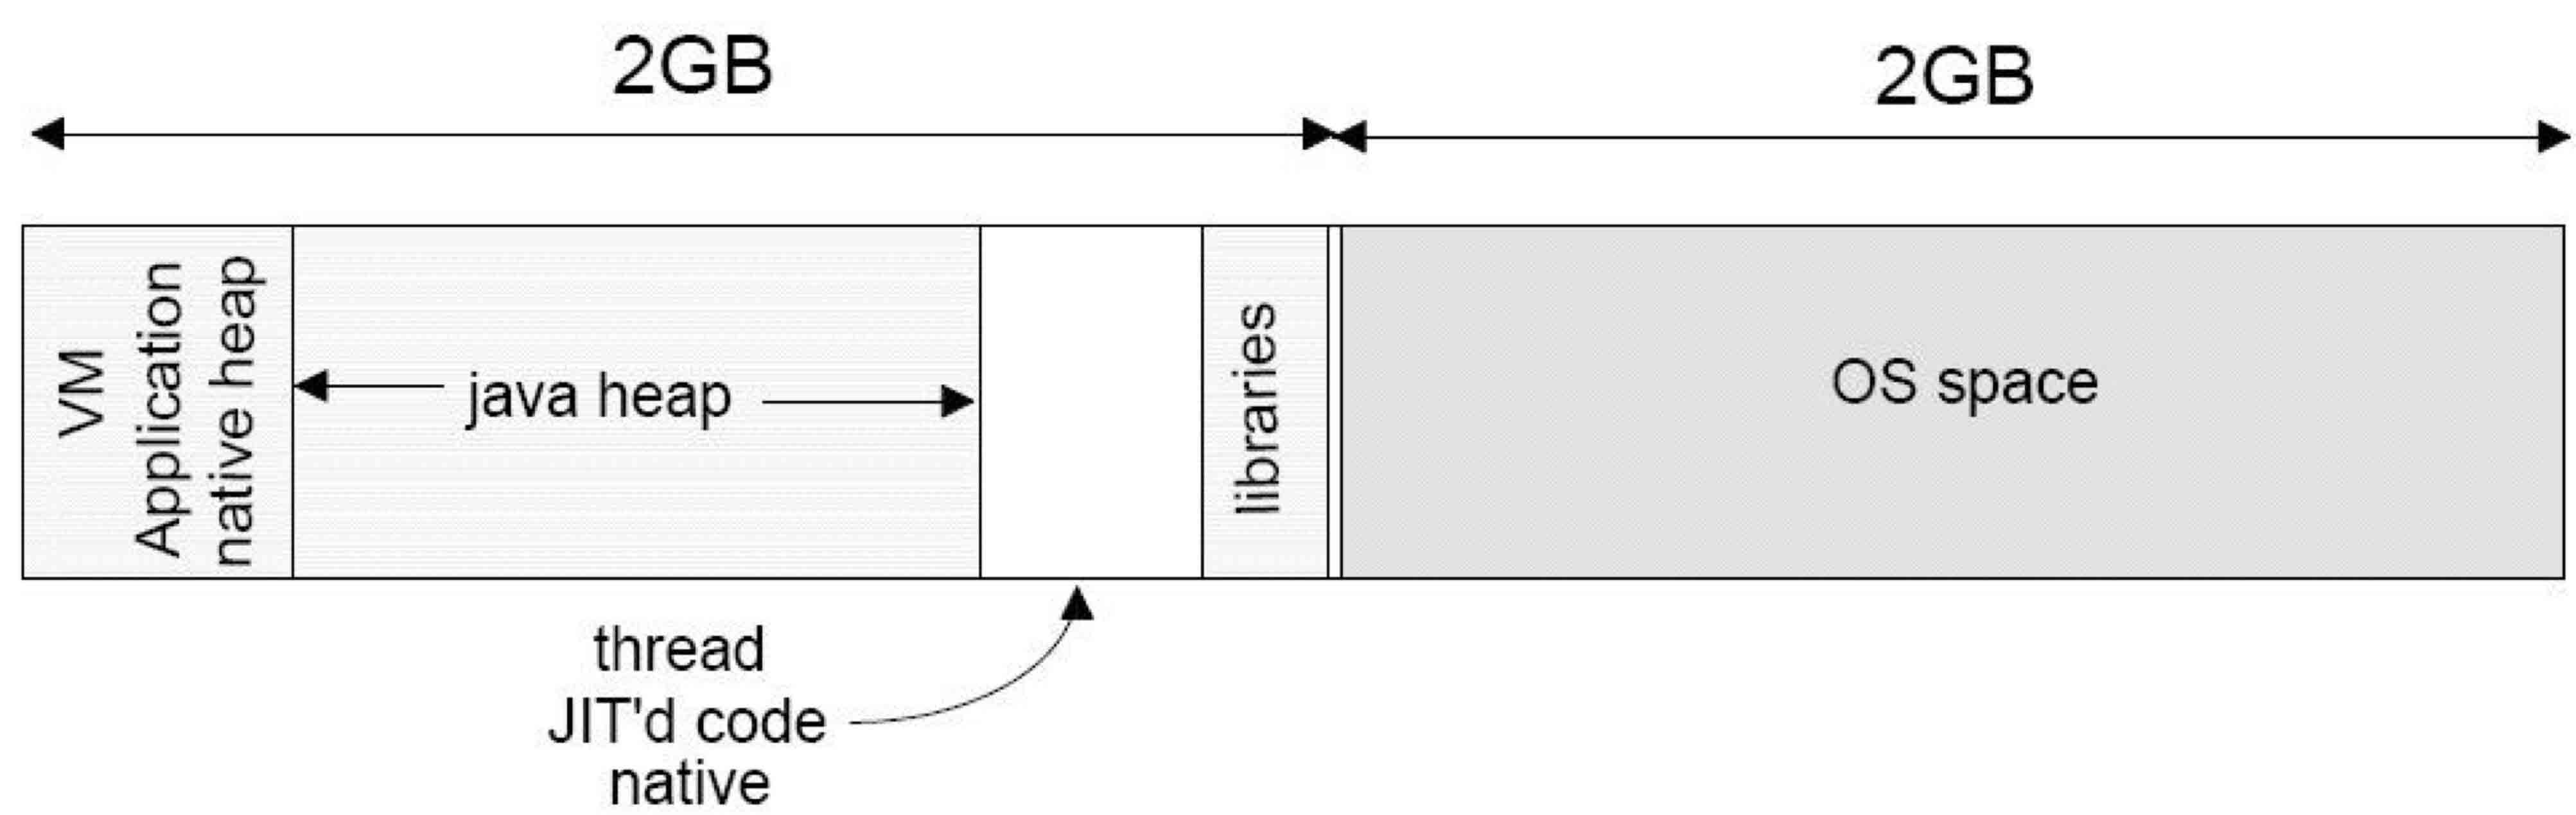 2GB
2GB
VM
Application
native heap
java heap
libraries
OS space
thread
JIT'd code
native